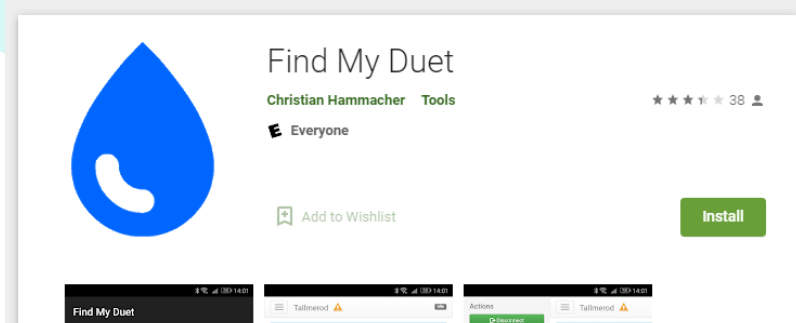 Find My Duet
Christian Hammacher Tools
38
E Everyone
Add to Wishlist
Install
14:01
14:01
14:01
Find My Duet
Tallmerod
Actions
Tallmerod
Disconnect